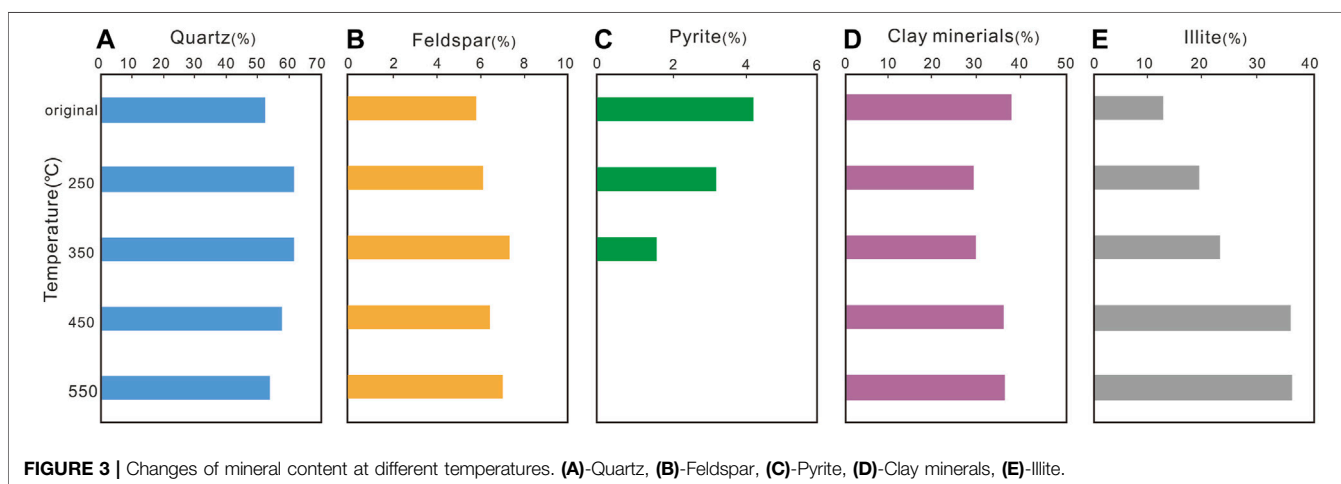 A Quartz(%) B Feldspar(%) C Pyrite(%) D Clay minerials(%) E Illite(%)
0 10 20 30 40 50 60 70 0 2 4 6 8 10 0 2 4 6 0 10 20 30 40 50 0 10 20 30 40
original
250
350
450
550
Temperature(℃)
FIGURE 3 | Changes of mineral content at different temperatures. (A)-Quartz, (B)-Feldspar, (C)-Pyrite, (D)-Clay minerals, (E)-Illite.